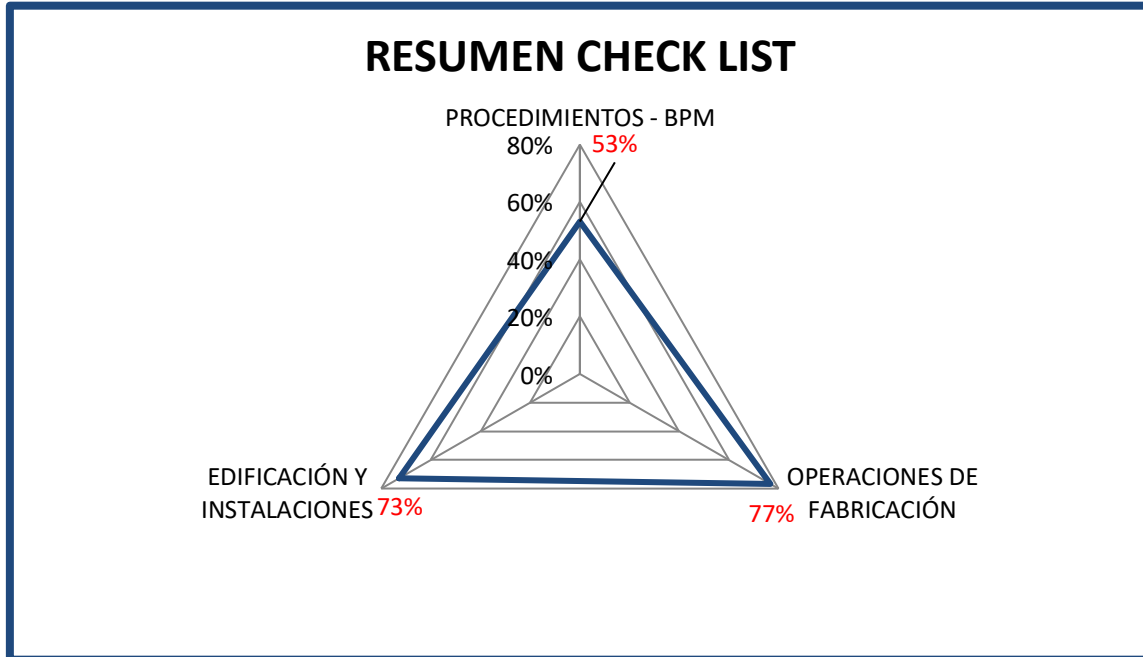 RESUMEN CHECK LIST
PROCEDIMIENTOS - BPM
53%
80%
60%
40%
20%
0%
EDIFICACIÓN Y
INSTALACIONES
73%
OPERACIONES DE
FABRICACIÓN
77%